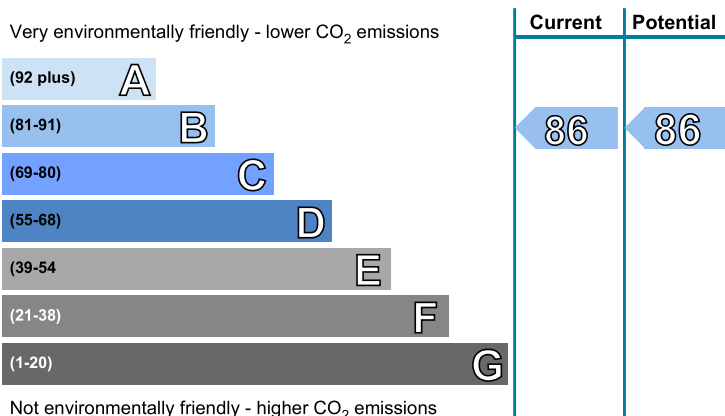 Very environmentally friendly - lower CO2 emissions
Current
Potential
(92 plus) A
(81-91) B
86
86
(69-80) C
(55-68) D
(39-54 E
(21-38) F
(1-20) G
Not environmentally friendly - higher CO2 emissions